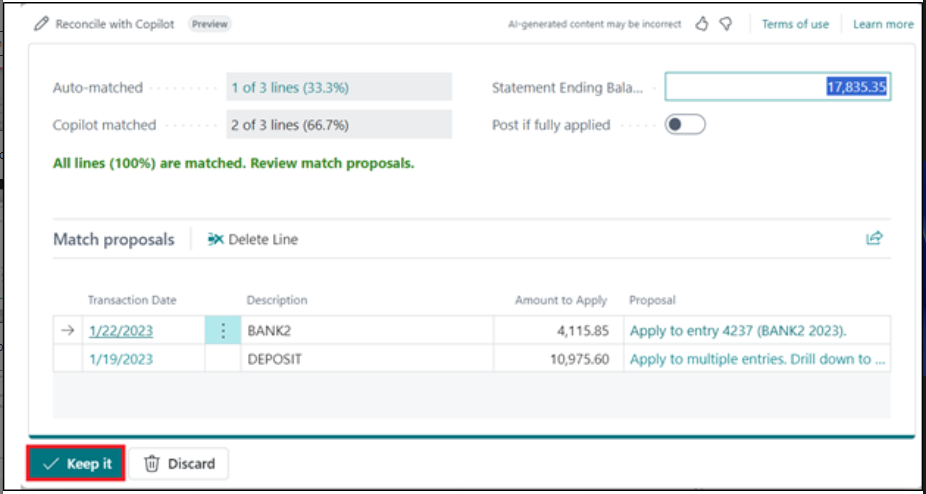 Reconcile with Copilot Preview AI-generated content may be incorrect Terms of use Learn more
Auto-matched 1 of 3 lines (33.3%) Statement Ending Bala... 17,835.35
Copilot matched 2 of 3 lines (66.7%) Post if fully applied
All lines (100%) are matched. Review match proposals.
Match proposals Delete Line
Transaction Date Description Amount to Apply Proposal
1/22/2023 BANK2 4,115.85 Apply to entry 4237 (BANK2 2023).
1/19/2023 DEPOSIT 10,975.60 Apply to multiple entries. Drill down to ...
Keep it Discard